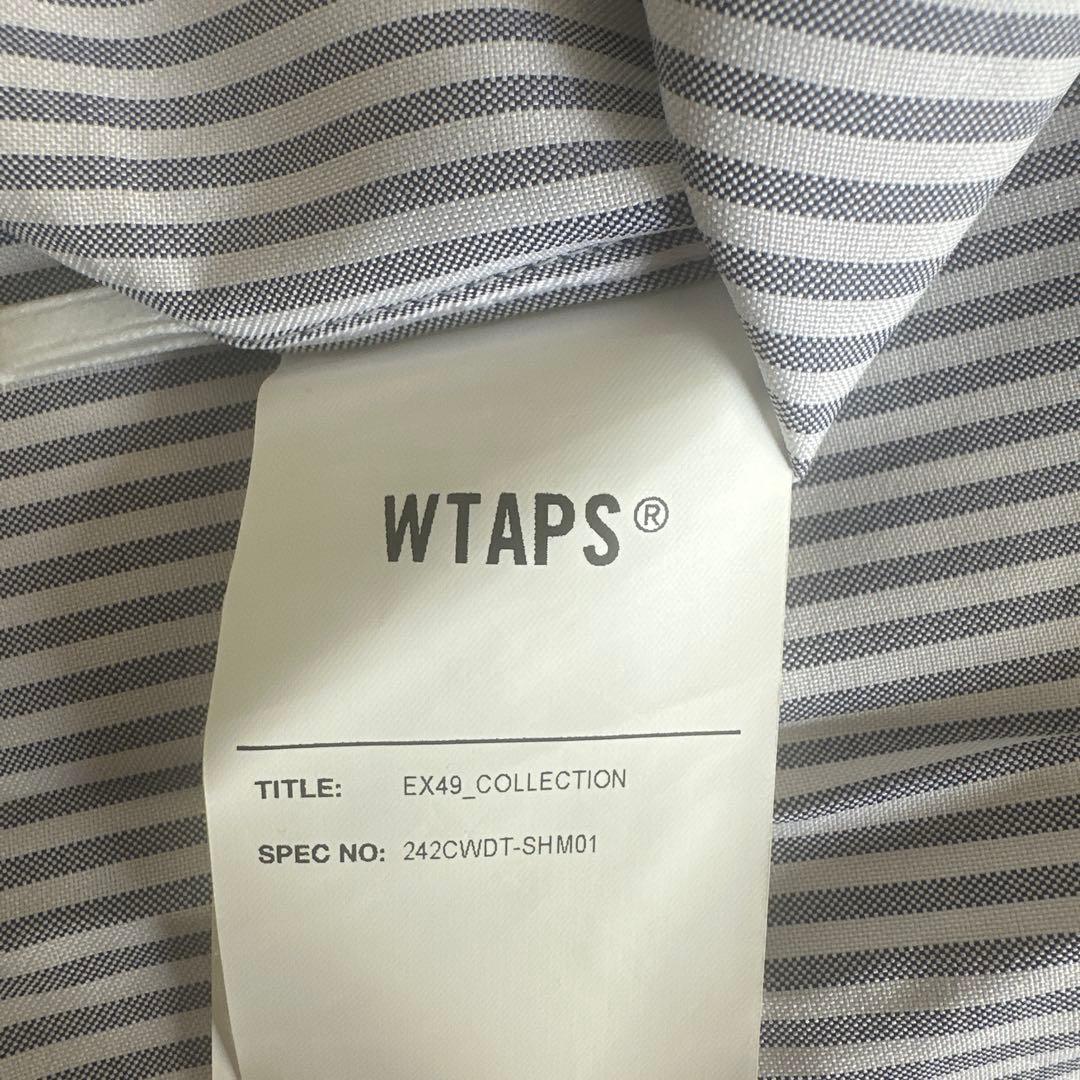 WTAPS®
TITLE: EX49_COLLECTION
SPEC NO: 242CWDT-SHM01